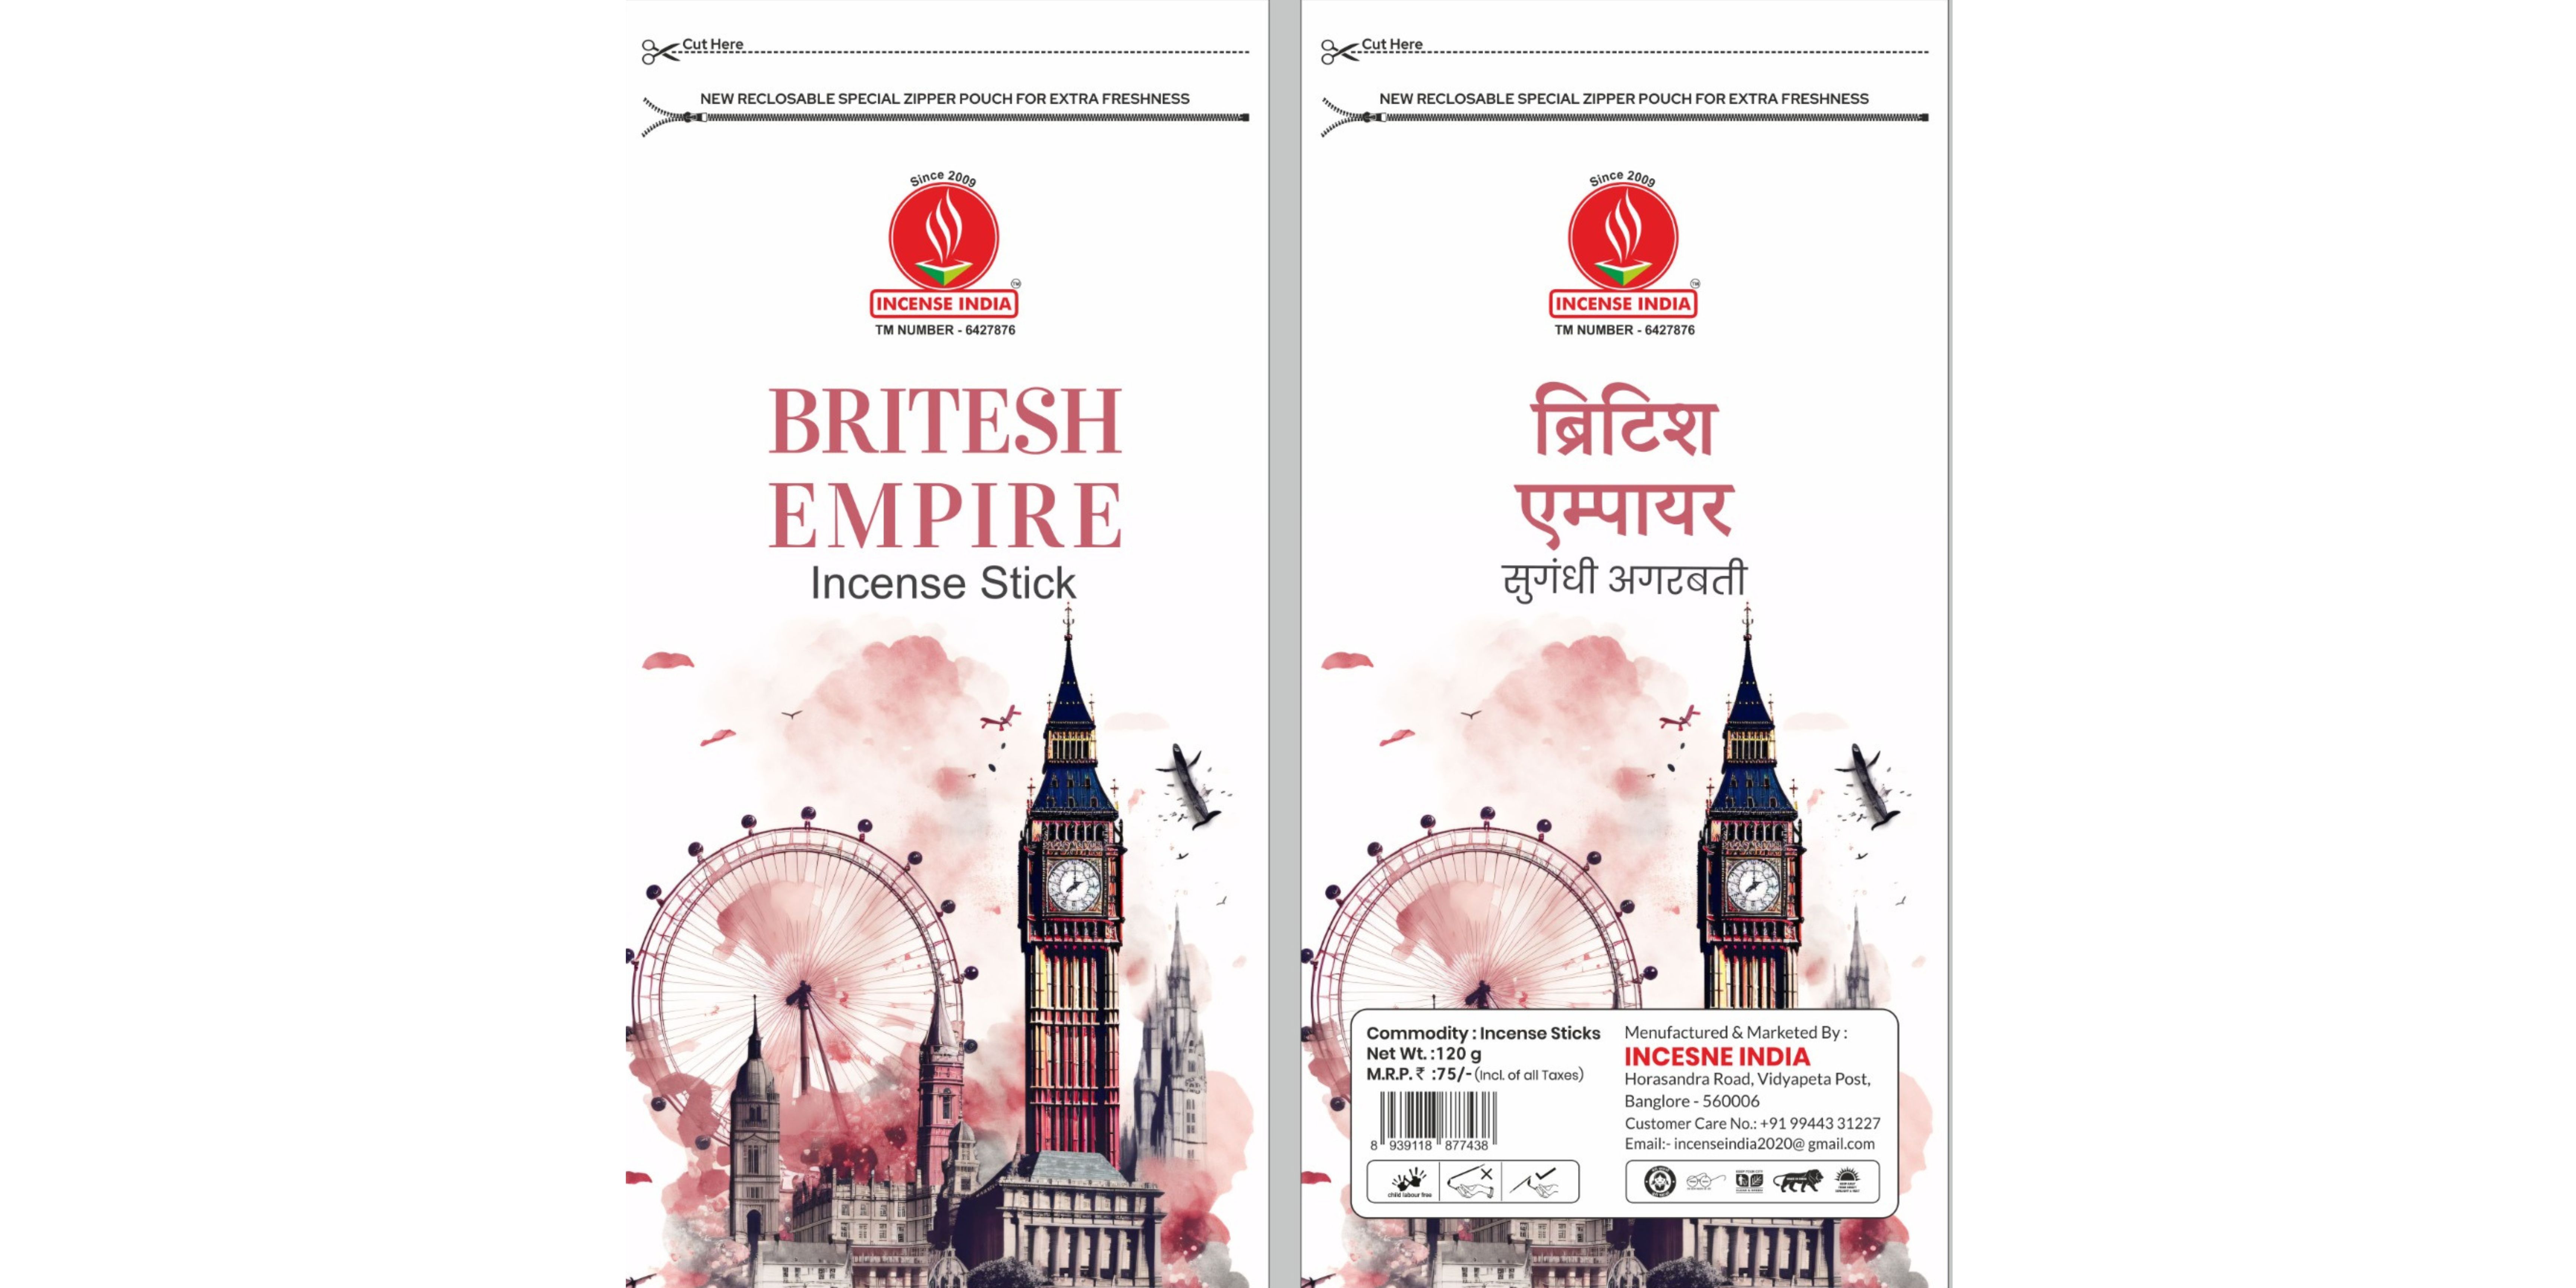 Cut Here
NEW RECLOSABLE SPECIAL ZIPPER POUCH FOR EXTRA FRESHNESS
Since 2009
INCENSE INDIA
TM
TM NUMBER - 6427876
BRITESH
EMPIRE
Incense Stick
Cut Here
NEW RECLOSABLE SPECIAL ZIPPER POUCH FOR EXTRA FRESHNESS
Since 2009
INCENSE INDIA
TM
TM NUMBER - 6427876
ब्रिटिश
एम्पायर
सुगंधी अगरबती
Commodity : Incense Sticks
Net Wt. :120 g
M.R.P. ₹ :75/- (Incl. of all Taxes)
8 939118 877438
child labour free
Menufactured & Marketed By :
INCESNE INDIA
Horasandra Road, Vidyapeta Post,
Banglore - 560006
Customer Care No.: +91 99443 31227
Email:- incenseindia2020@ gmail.com